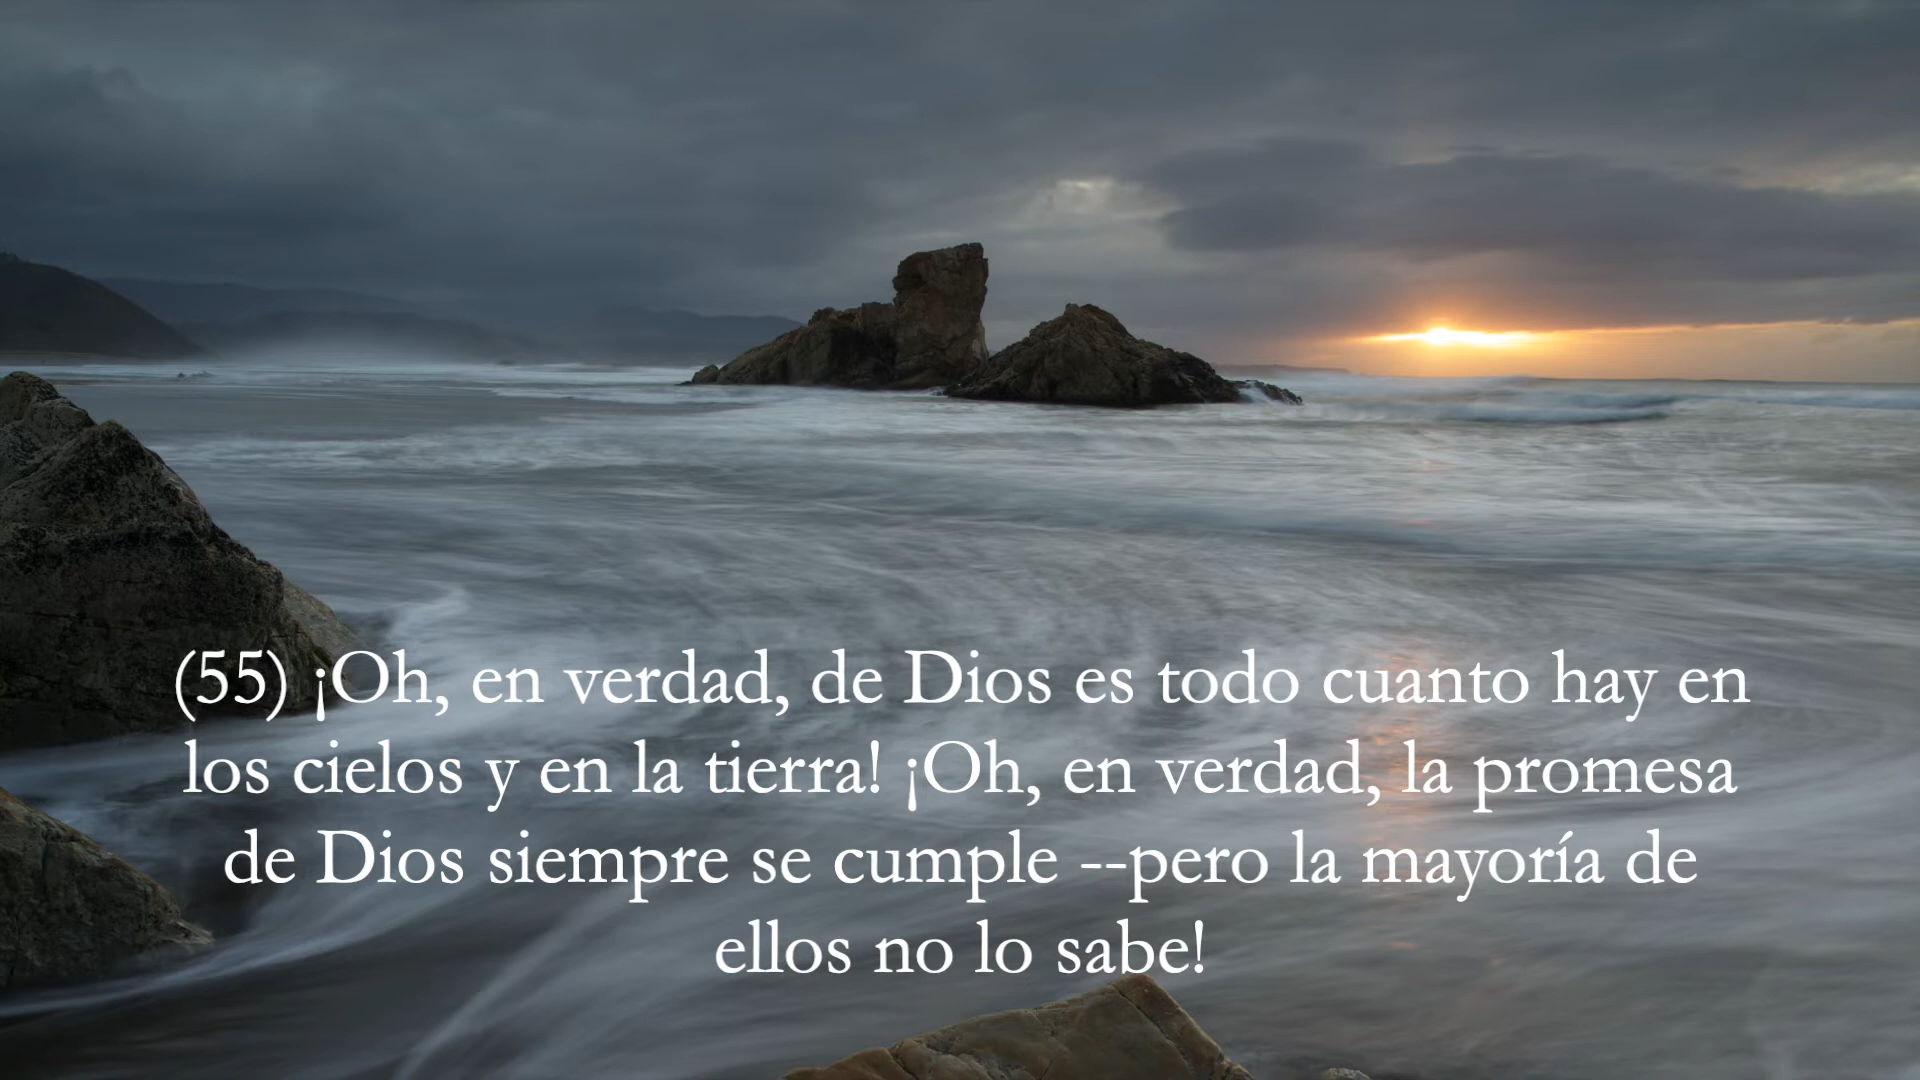 (55) ¡Oh, en verdad, de Dios es todo cuanto hay en
los cielos y en la tierra! ¡Oh, en verdad, la promesa
de Dios siempre se cumple --pero la mayoría de
ellos no lo sabe!